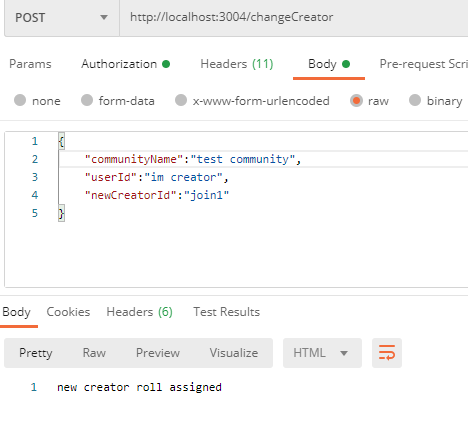 POST http://localhost:3004/changeCreator
Params Authorization Headers (11) Body Pre-request Scri
none form-data x-www-form-urlencoded raw binary
1 {
2 "communityName":"test community",
3 "userId":"im creator",
4 "newCreatorId":"join1"
5 }
Body Cookies Headers (6) Test Results
Pretty Raw Preview Visualize HTML
1 new creator roll assigned